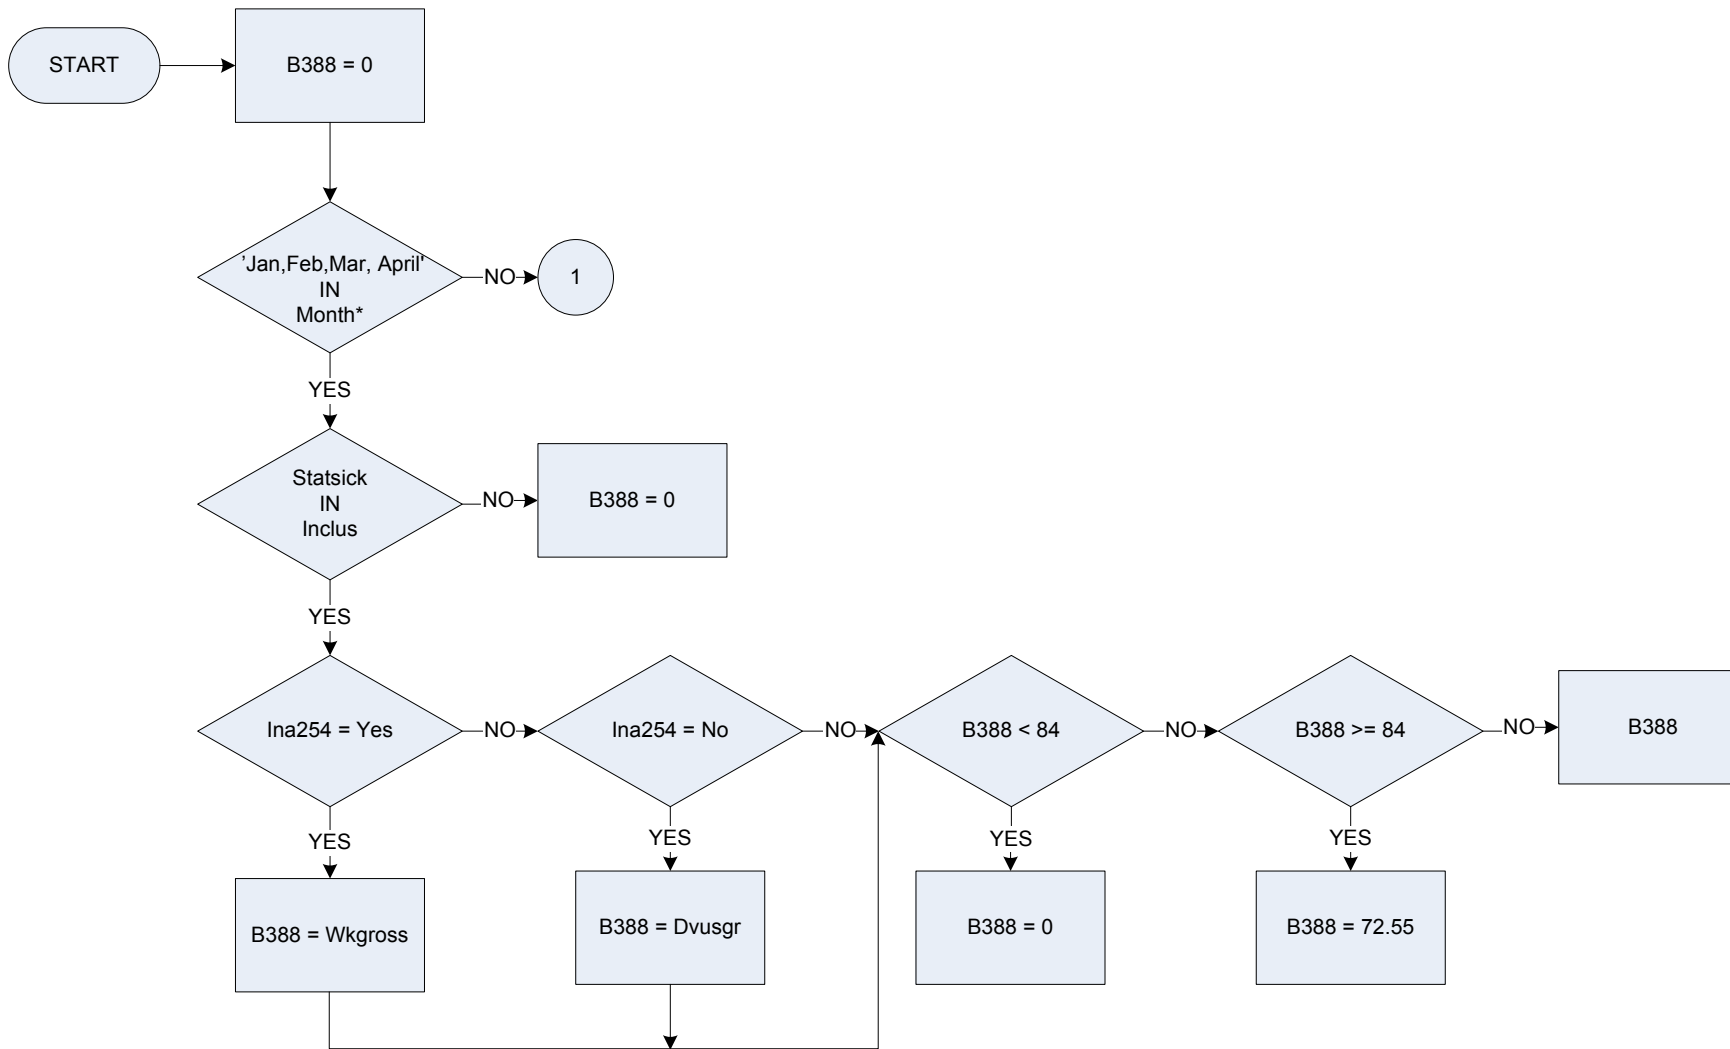 START
B388 = 0
'Jan,Feb,Mar, April'
IN
Month*
NO
1
YES
Statsick
IN
Inclus
NO
B388 = 0
YES
Ina254 = Yes
NO
Ina254 = No
NO
B388 < 84
NO
B388 >= 84
NO
B388
YES
YES
YES
YES
B388 = Wkgross
B388 = Dvusgr
B388 = 0
B388 = 72.55